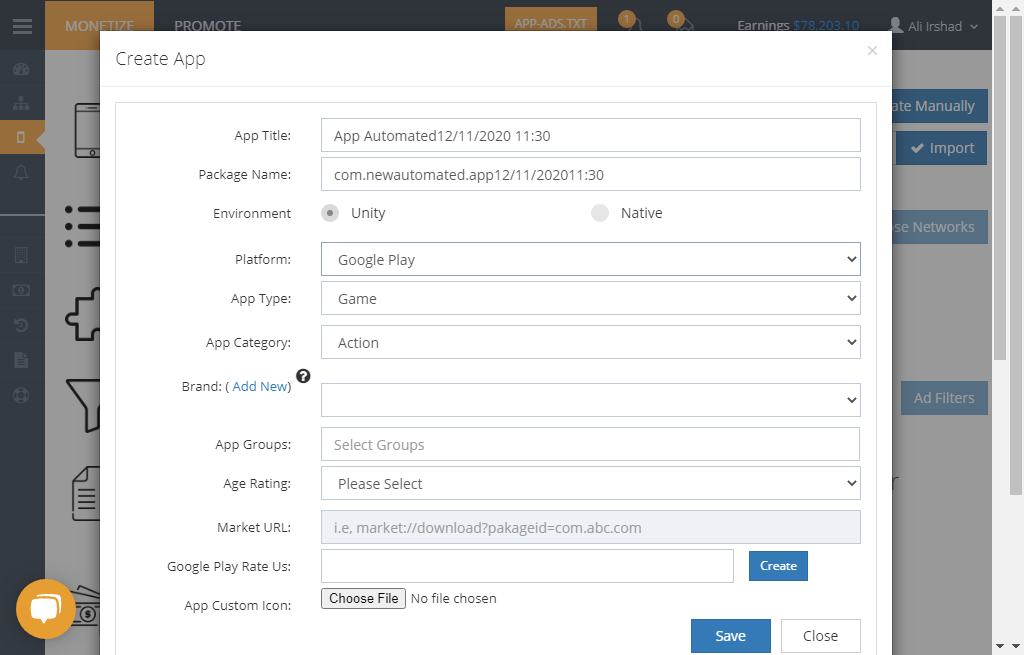 MONETIZE PROMOTE APP-ADS.TXT 1 0 Earnings $78,203.10 Ali Irshad
Create App ×
App Title: App Automated12/11/2020 11:30
Manually
Package Name: com.newautomated.app12/11/202011:30
Import
Environment Unity Native
Networks
Platform: Google Play
App Type: Game
App Category: Action
Brand: ( Add New) ?
Ad Filters
App Groups: Select Groups
Age Rating: Please Select
Market URL: i.e, market://download?pakageid=com.abc.com
Google Play Rate Us: Create
App Custom Icon: Choose File No file chosen
Save Close